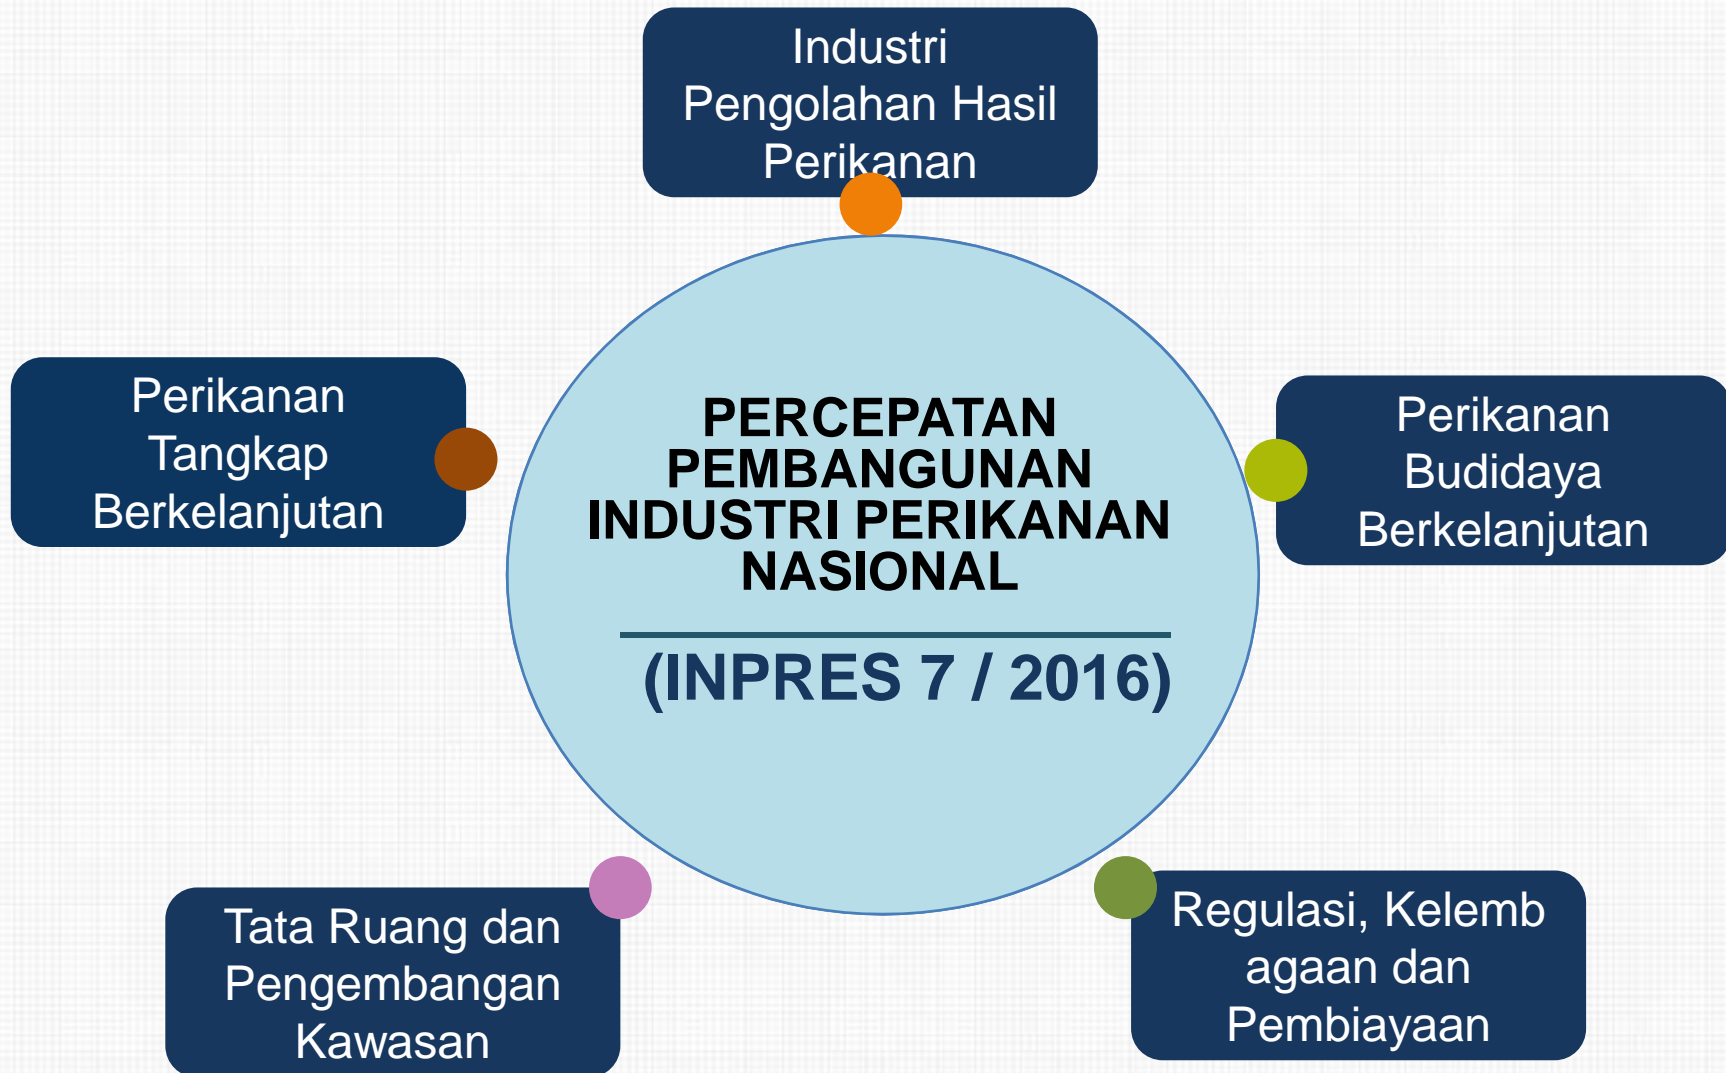 Industri
Pengolahan Hasil
Perikanan
Perikanan
Tangkap
Berkelanjutan
PERCEPATAN
PEMBANGUNAN
INDUSTRI PERIKANAN
NASIONAL
(INPRES 7 / 2016)
Perikanan
Budidaya
Berkelanjutan
Tata Ruang dan
Pengembangan
Kawasan
Regulasi, Kelemb
agaan dan
Pembiayaan